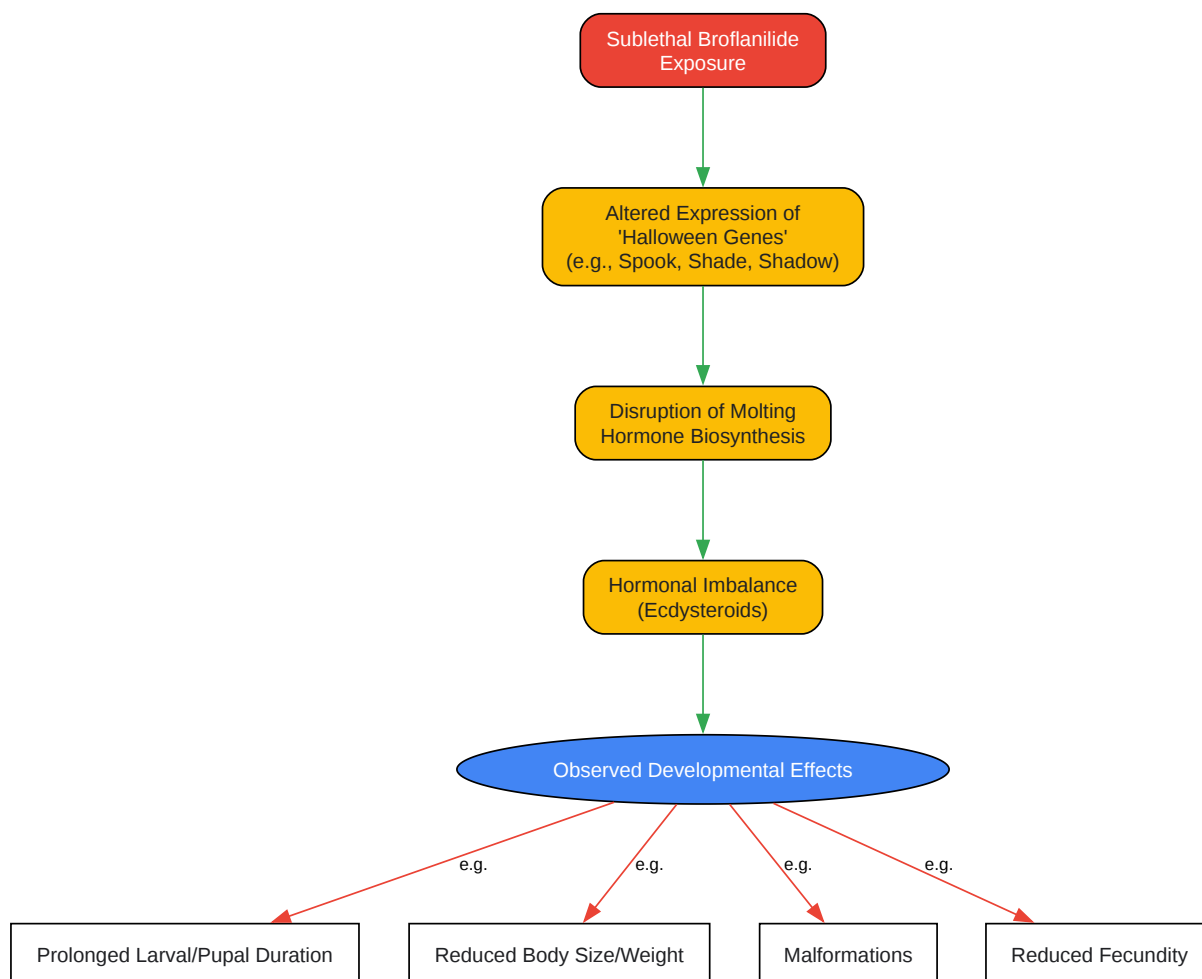 Sublethal Broflanilide
Exposure
Altered Expression of
'Halloween Genes'
(e.g., Spook, Shade, Shadow)
Disruption of Molting
Hormone Biosynthesis
Hormonal Imbalance
(Ecdysteroids)
Observed Developmental Effects
e.g.
e.g.
e.g.
e.g.
Prolonged Larval/Pupal Duration
Reduced Body Size/Weight
Malformations
Reduced Fecundity